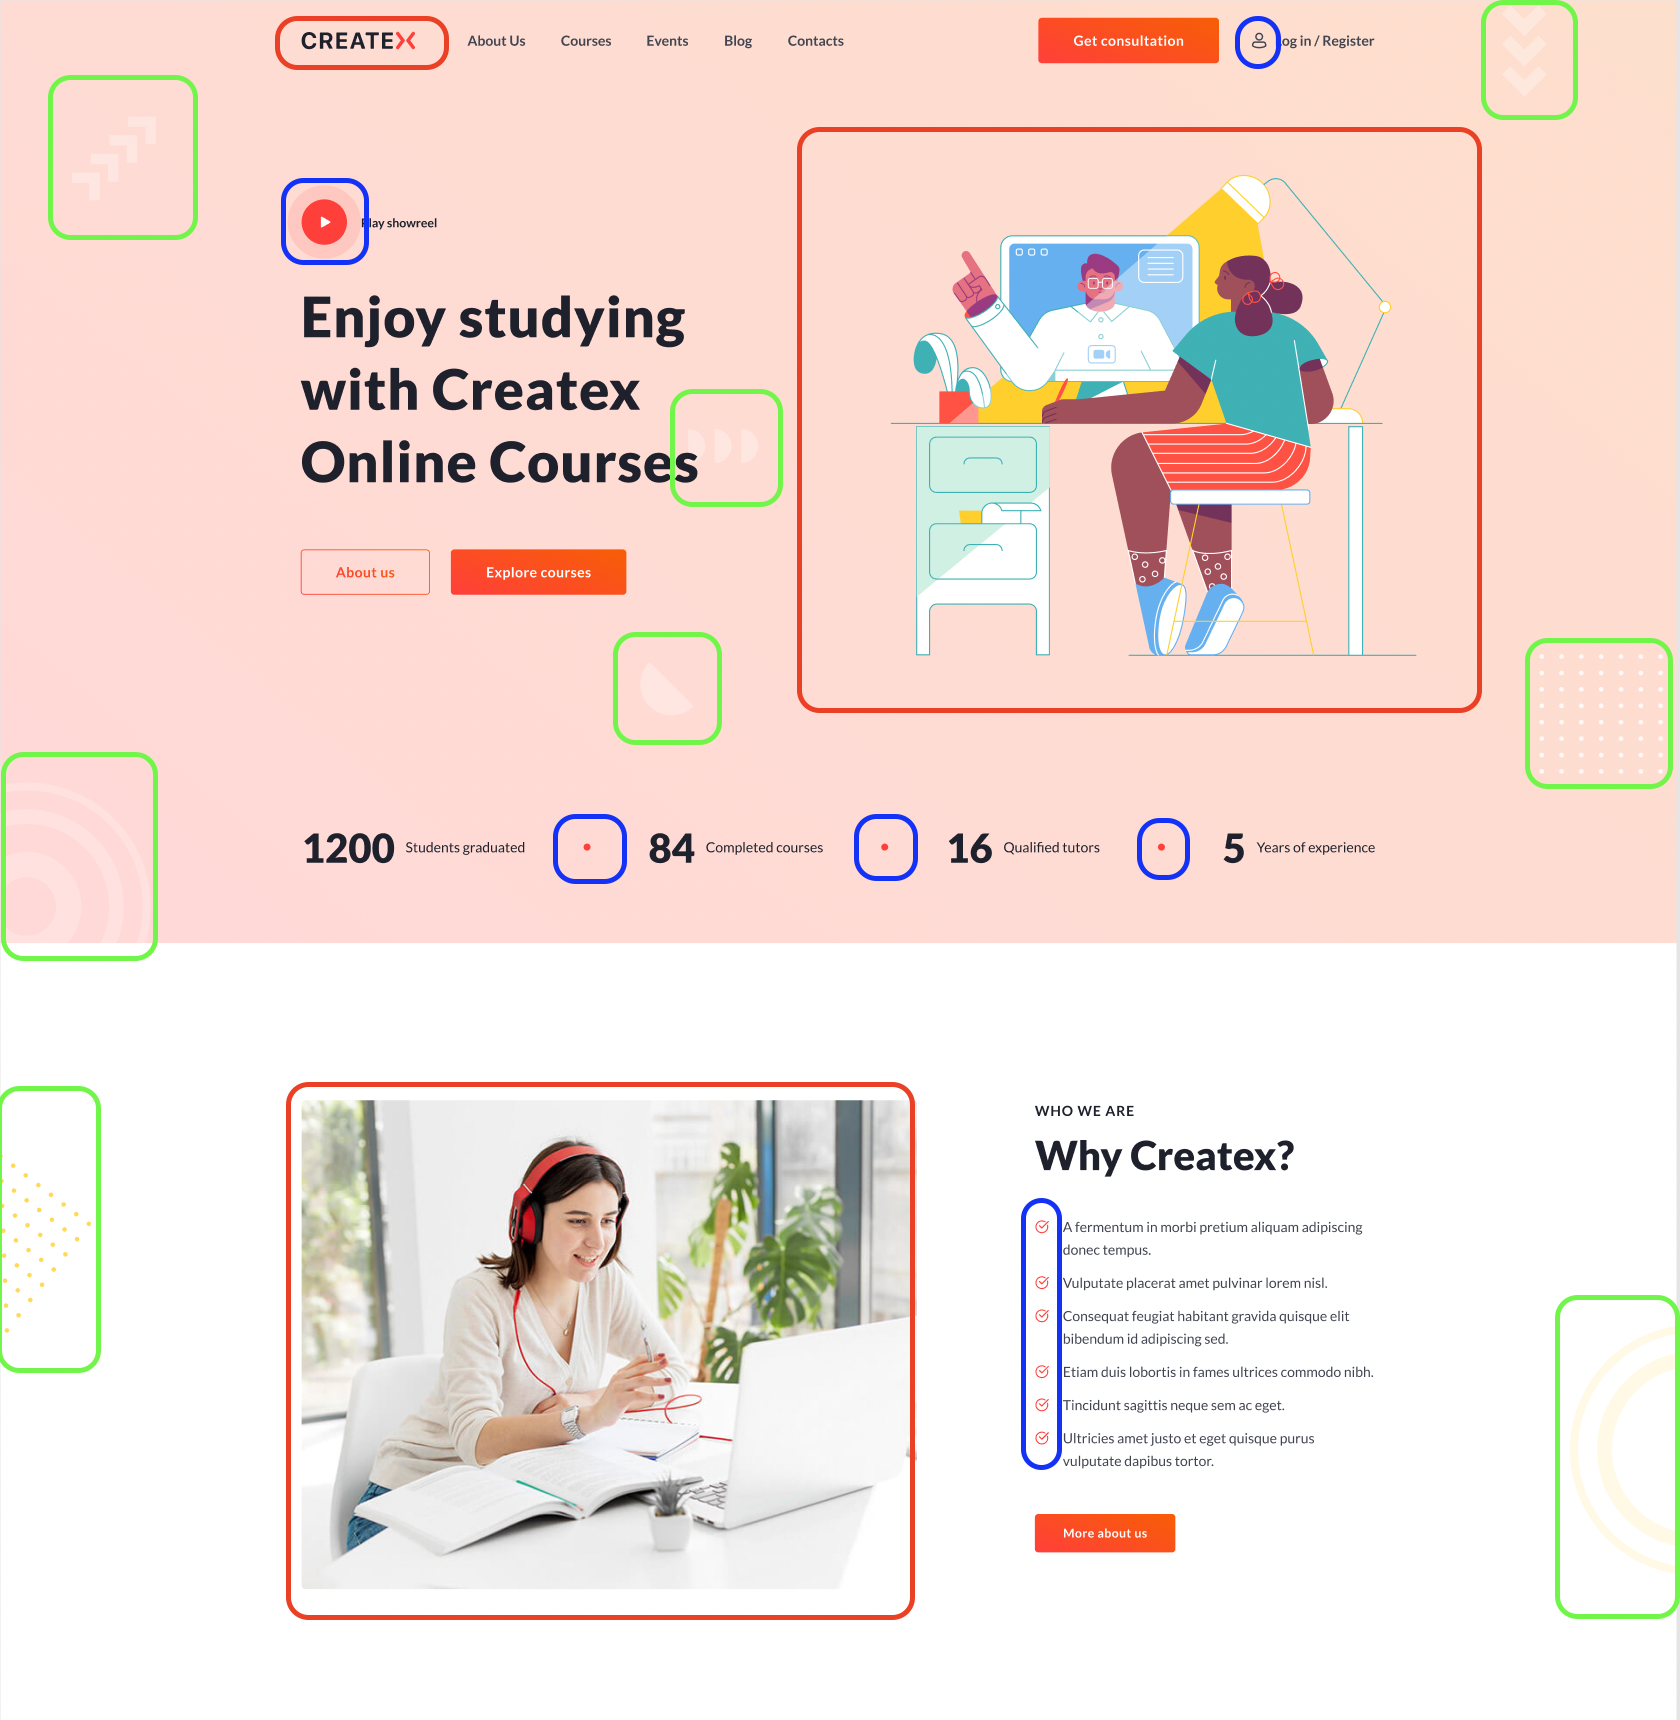 CREATEX
About Us
Courses
Events
Blog
Contacts
Get consultation
Log in / Register
Play showreel
Enjoy studying
with Createx
Online Courses
About us
Explore courses
1200 Students graduated
84 Completed courses
16 Qualified tutors
5 Years of experience
WHO WE ARE
Why Createx?
A fermentum in morbi pretium aliquam adipiscing
donec tempus.
Vulputate placerat amet pulvinar lorem nisl.
Consequat feugiat habitant gravida quisque elit
bibendum id adipiscing sed.
Etiam duis lobortis in fames ultrices commodo nibh.
Tincidunt sagittis neque sem ac eget.
Ultricies amet justo et eget quisque purus
vulputate dapibus tortor.
More about us